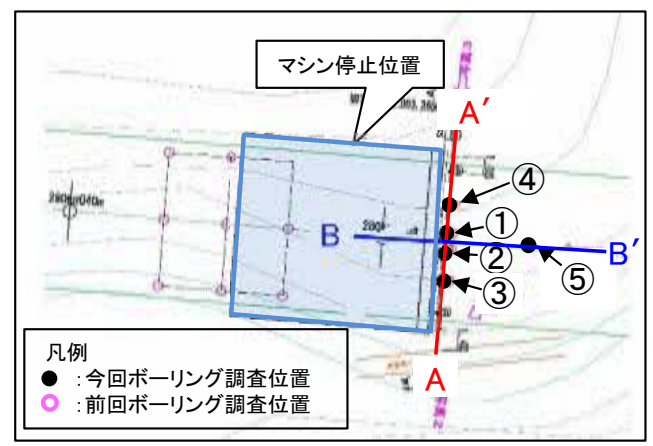 マシン停止位置
A′
④
①
B
②
B′
⑤
③
A
凡例
● :今回ボーリング調査位置
○ :前回ボーリング調査位置